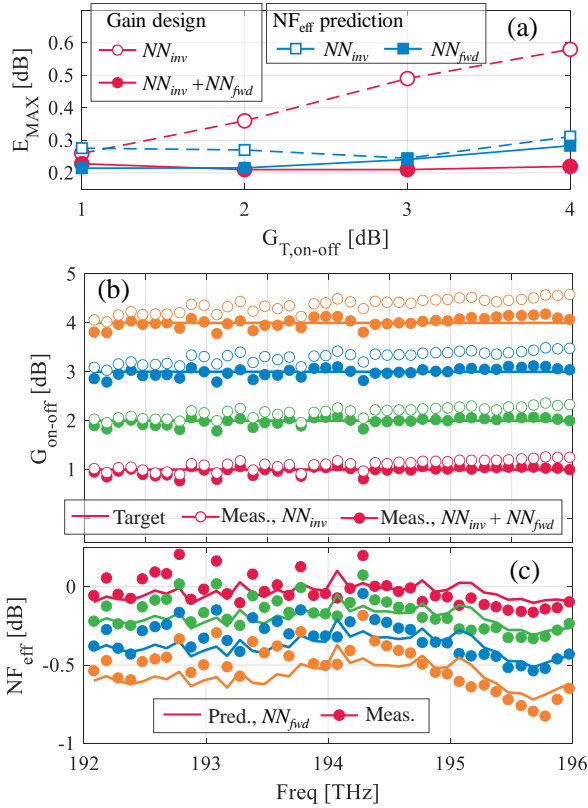 Gain design
NN_inv
NN_inv + NN_fwd
NF_eff prediction
NN_inv NN_fwd
(a)
E_MAX [dB]
0.6
0.5
0.4
0.3
0.2
1 2 3 4
G_T,on-off [dB]
(b)
G_on-off [dB]
5
4
3
2
1
Target Meas., NN_inv Meas., NN_inv + NN_fwd
(c)
NF_eff [dB]
0
-0.5
-1
Pred., NN_fwd Meas.
192 193 194 195 196
Freq [THz]